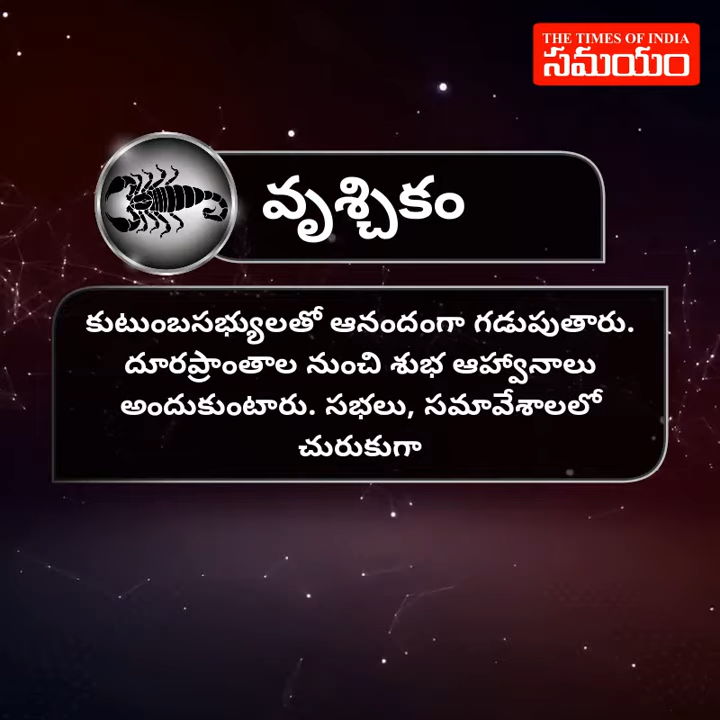 THE TIMES OF INDIA
సమయం
వృశ్చికం
కుటుంబసభ్యులతో ఆనందంగా గడుపుతారు.
దూరప్రాంతాల నుంచి శుభ ఆహ్వానాలు
అందుకుంటారు. సభలు, సమావేశాలలో
చురుకుగా